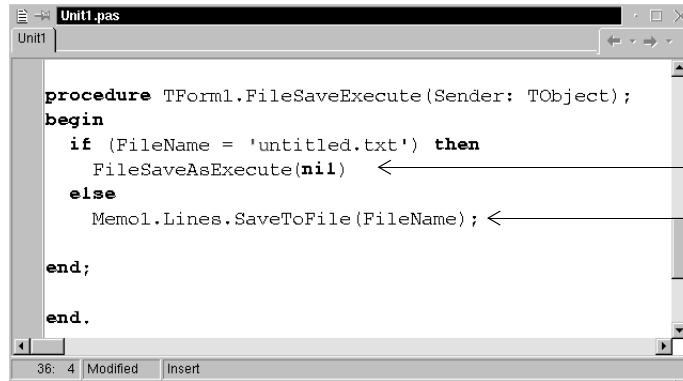 Unit1.pas
Unit1
procedure TForm1.FileSaveExecute(Sender: TObject);
begin
if (FileName = 'untitled.txt') then
FileSaveAsExecute(nil)
else
Memo1.Lines.SaveToFile(FileName);
end;
end.
36: 4 Modified Insert